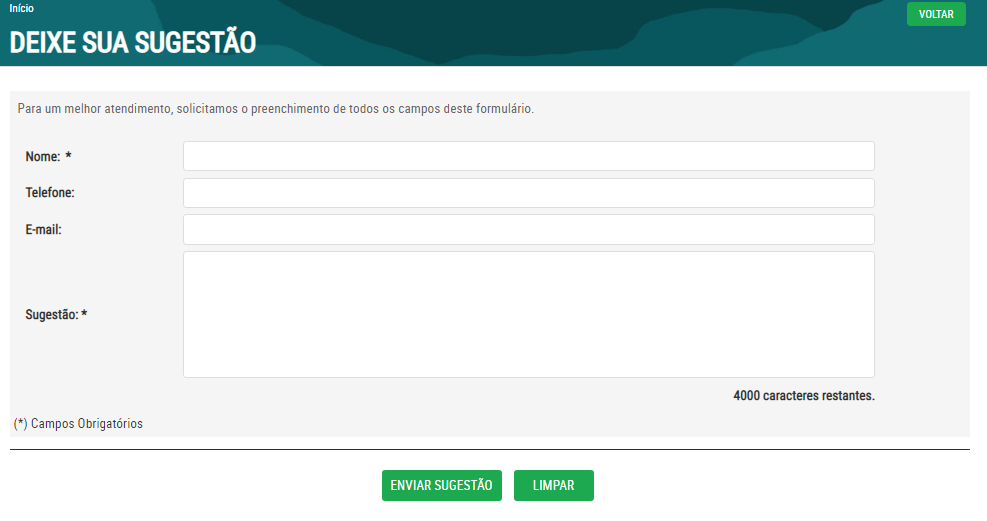 Início
VOLTAR
DEIXE SUA SUGESTÃO
Para um melhor atendimento, solicitamos o preenchimento de todos os campos deste formulário.
Nome: *
Telefone:
E-mail:
Sugestão: *
4000 caracteres restantes.
(*) Campos Obrigatórios
ENVIAR SUGESTÃO LIMPAR